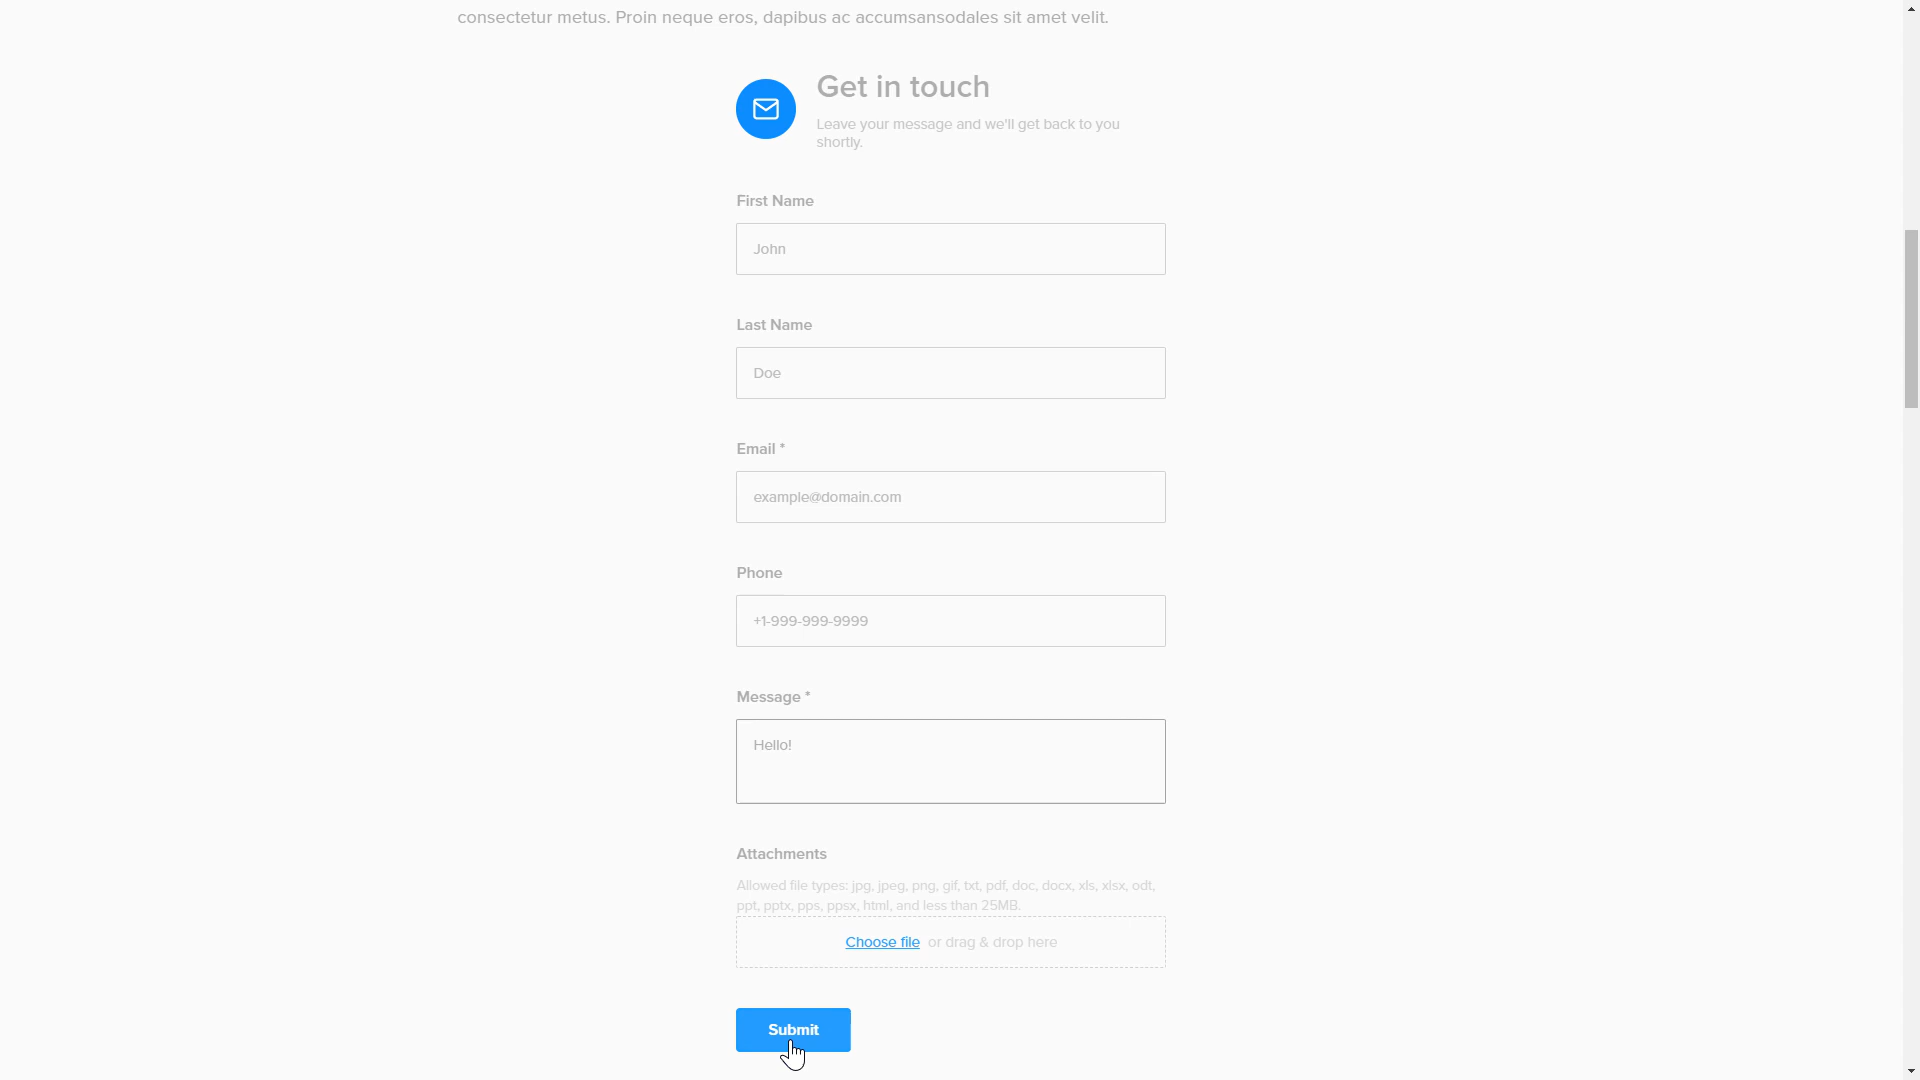 consectetur metus. Proin neque eros, dapibus ac accumsansodales sit amet velit.
Get in touch
Leave your message and we'll get back to you
shortly.
First Name
John
Last Name
Doe
Email *
example@domain.com
Phone
+1-999-999-9999
Message *
Hello!
Attachments
Allowed file types: jpg, jpeg, png, gif, txt, pdf, doc, docx, xls, xlsx, odt,
ppt, pptx, pps, ppsx, html, and less than 25MB.
Choose file or drag & drop here
Submit